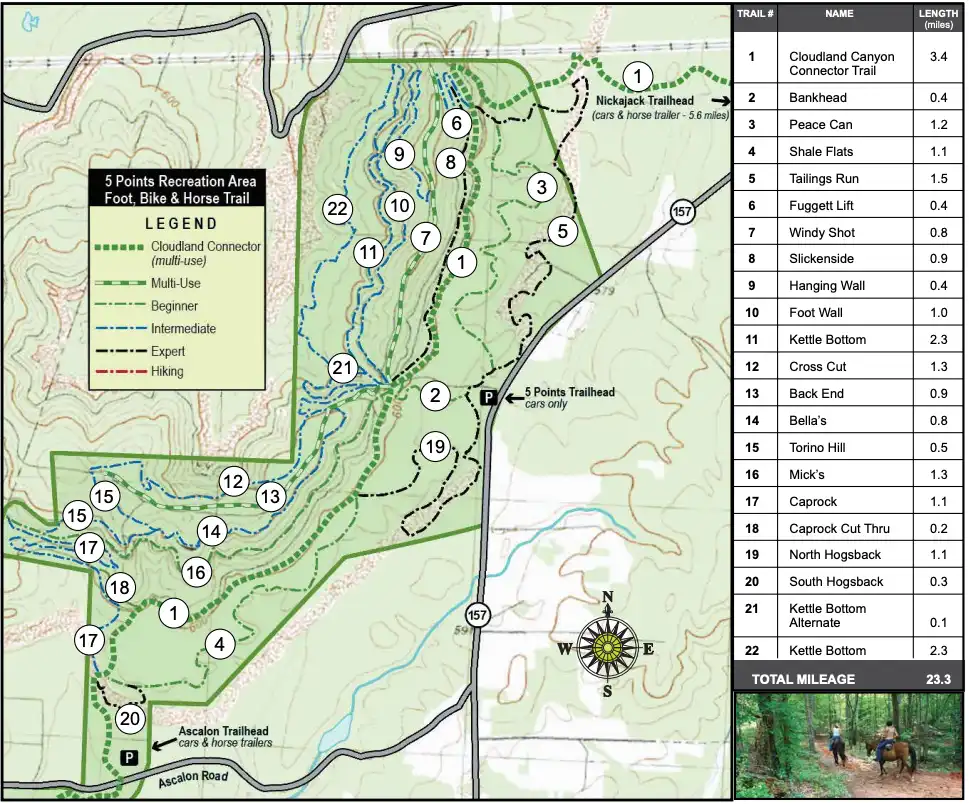 1
Nickajack Trailhead
(cars & horse trailer - 5.6 miles)
600
6
9
8
3
22
10
157
7
5
11
1
579
5 Points Recreation Area
Foot, Bike & Horse Trail
LEGEND
Cloudland Connector
(multi-use)
Multi-Use
Beginner
Intermediate
Expert
Hiking
21
2
P
5 Points Trailhead
cars only
600
19
12
13
15
14
15
17
16
18
1
600
157
17
4
N
W E
S
20
Ascalon Trailhead
cars & horse trailers
P
Ascalon Road
TRAIL # NAME LENGTH
(miles)
1 Cloudland Canyon 3.4
Connector Trail
2 Bankhead 0.4
3 Peace Can 1.2
4 Shale Flats 1.1
5 Tailings Run 1.5
6 Fuggett Lift 0.4
7 Windy Shot 0.8
8 Slickenside 0.9
9 Hanging Wall 0.4
10 Foot Wall 1.0
11 Kettle Bottom 2.3
12 Cross Cut 1.3
13 Back End 0.9
14 Bella's 0.8
15 Torino Hill 0.5
16 Mick's 1.3
17 Caprock 1.1
18 Caprock Cut Thru 0.2
19 North Hogsback 1.1
20 South Hogsback 0.3
21 Kettle Bottom
Alternate 0.1
22 Kettle Bottom 2.3
TOTAL MILEAGE 23.3